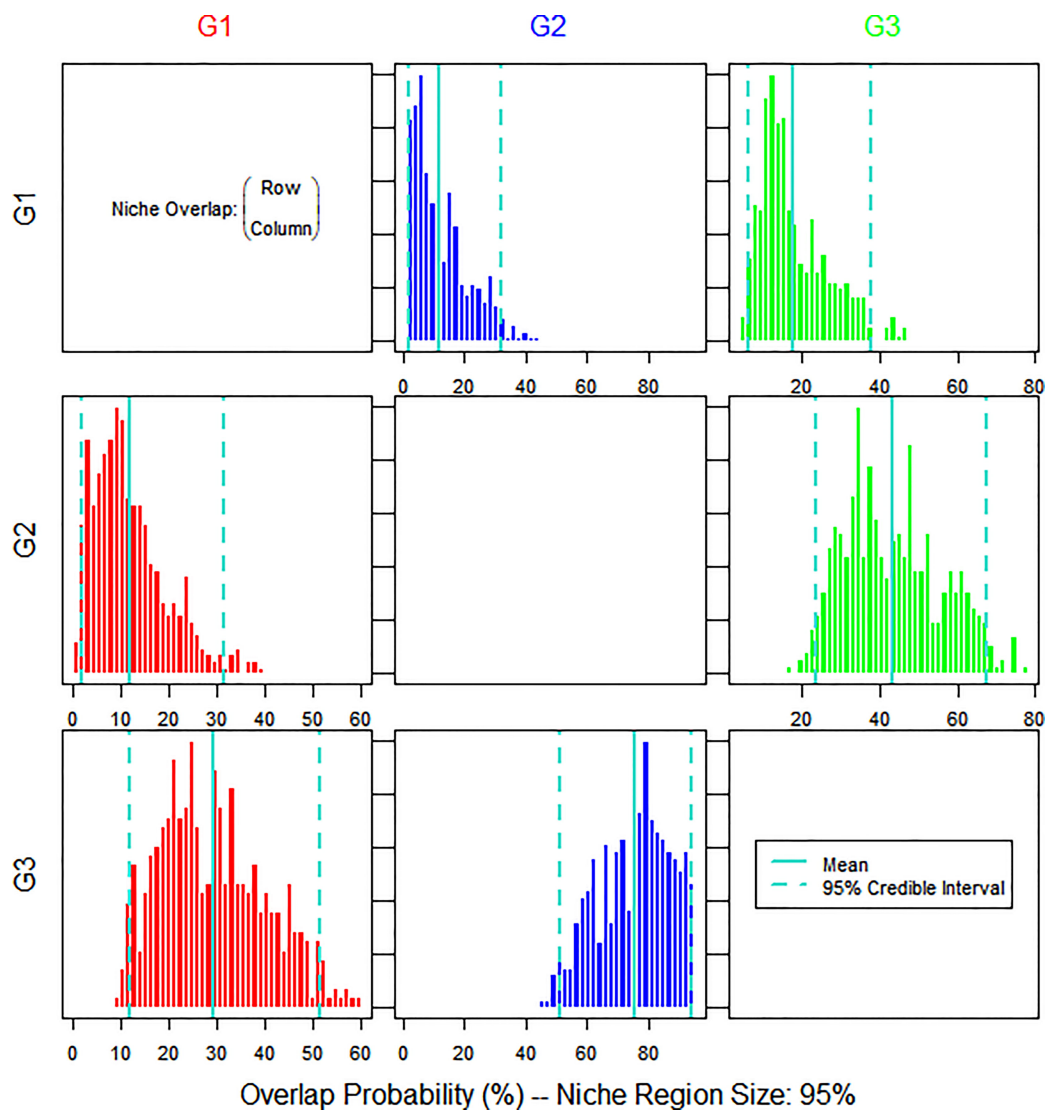 G1 G2 G3
G1
Niche Overlap: (Row
Column)
0 20 40 60 80
20 40 60 80
G2
0 10 20 30 40 50 60
20 40 60 80
G3
Mean
95% Credible Interval
0 10 20 30 40 50 60
0 20 40 60 80
Overlap Probability (%) -- Niche Region Size: 95%